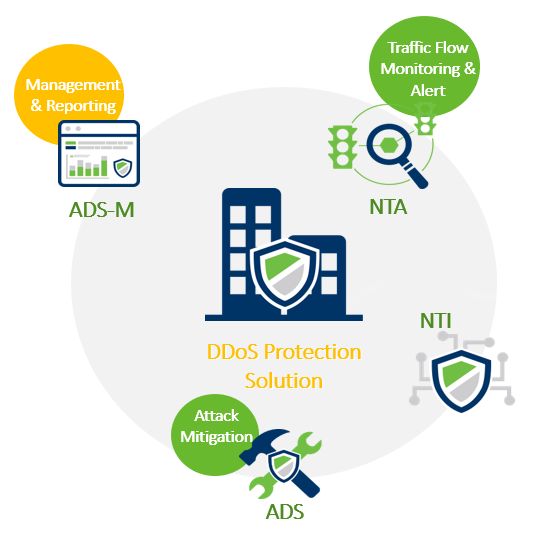 Traffic Flow
Monitoring &
Alert
Management
& Reporting
ADS-M
NTA
NTI
DDoS Protection
Solution
Attack
Mitigation
ADS